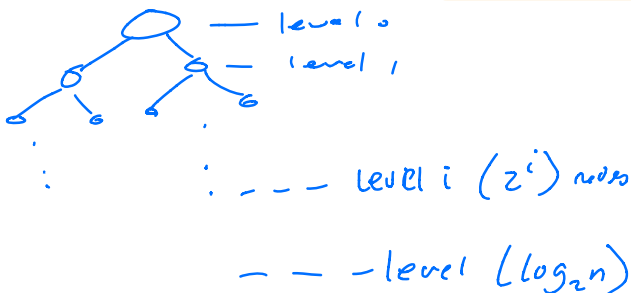 level 0
level 1
level i (2^i) nodes
level (log₂n)